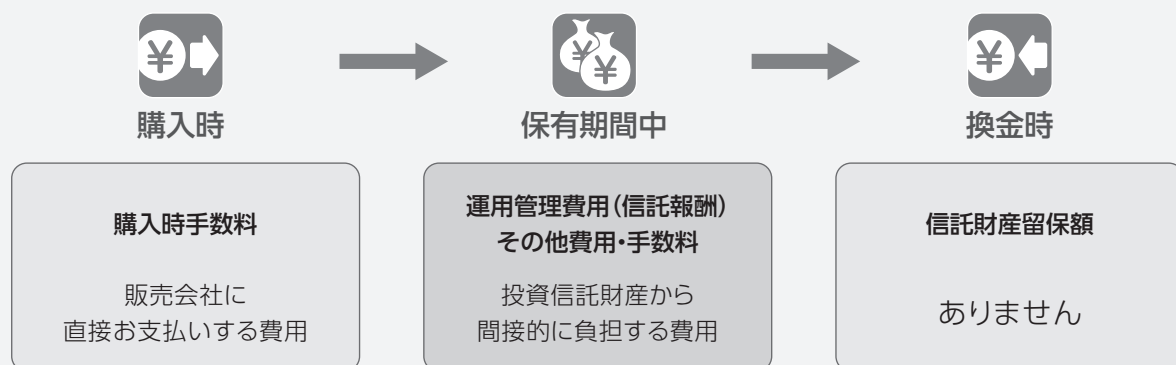 ¥
¥
¥
¥
購入時
保有期間中
換金時
購入時手数料
販売会社に
直接お支払いする費用
運用管理費用(信託報酬)
その他費用・手数料
投資信託財産から
間接的に負担する費用
信託財産留保額
ありません